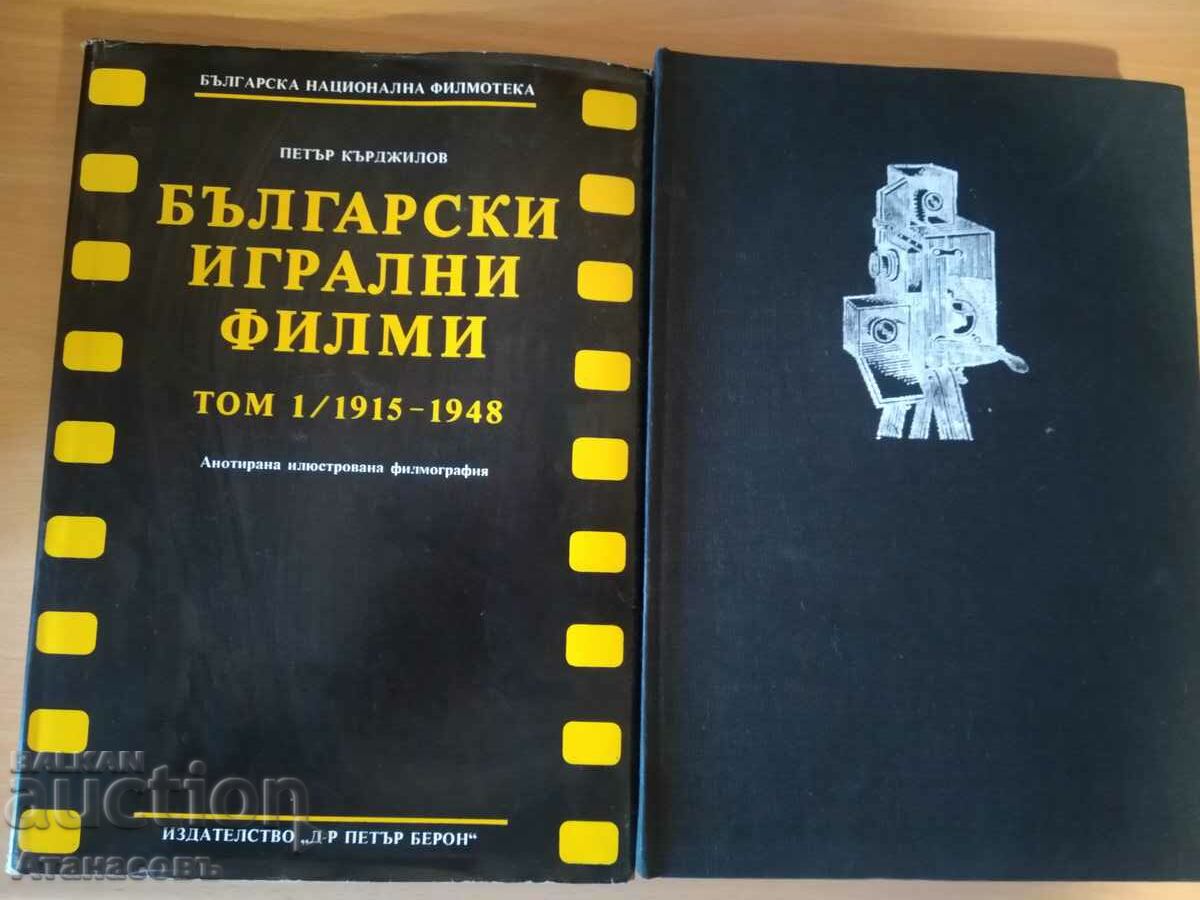 БЪЛГАРСКА НАЦИОНАЛНА ФИЛМОТЕКА
ПЕТЪР КЪРДЖИЛОВ
БЪЛГАРСКИ
ИГРАЛНИ
ФИЛМИ
ТОМ 1/1915-1948
Анотирана илюстрована филмография
ИЗДАТЕЛСТВО „Д-Р ПЕТЪР БЕРОН“
BALKAN
auction
Атанасовъ